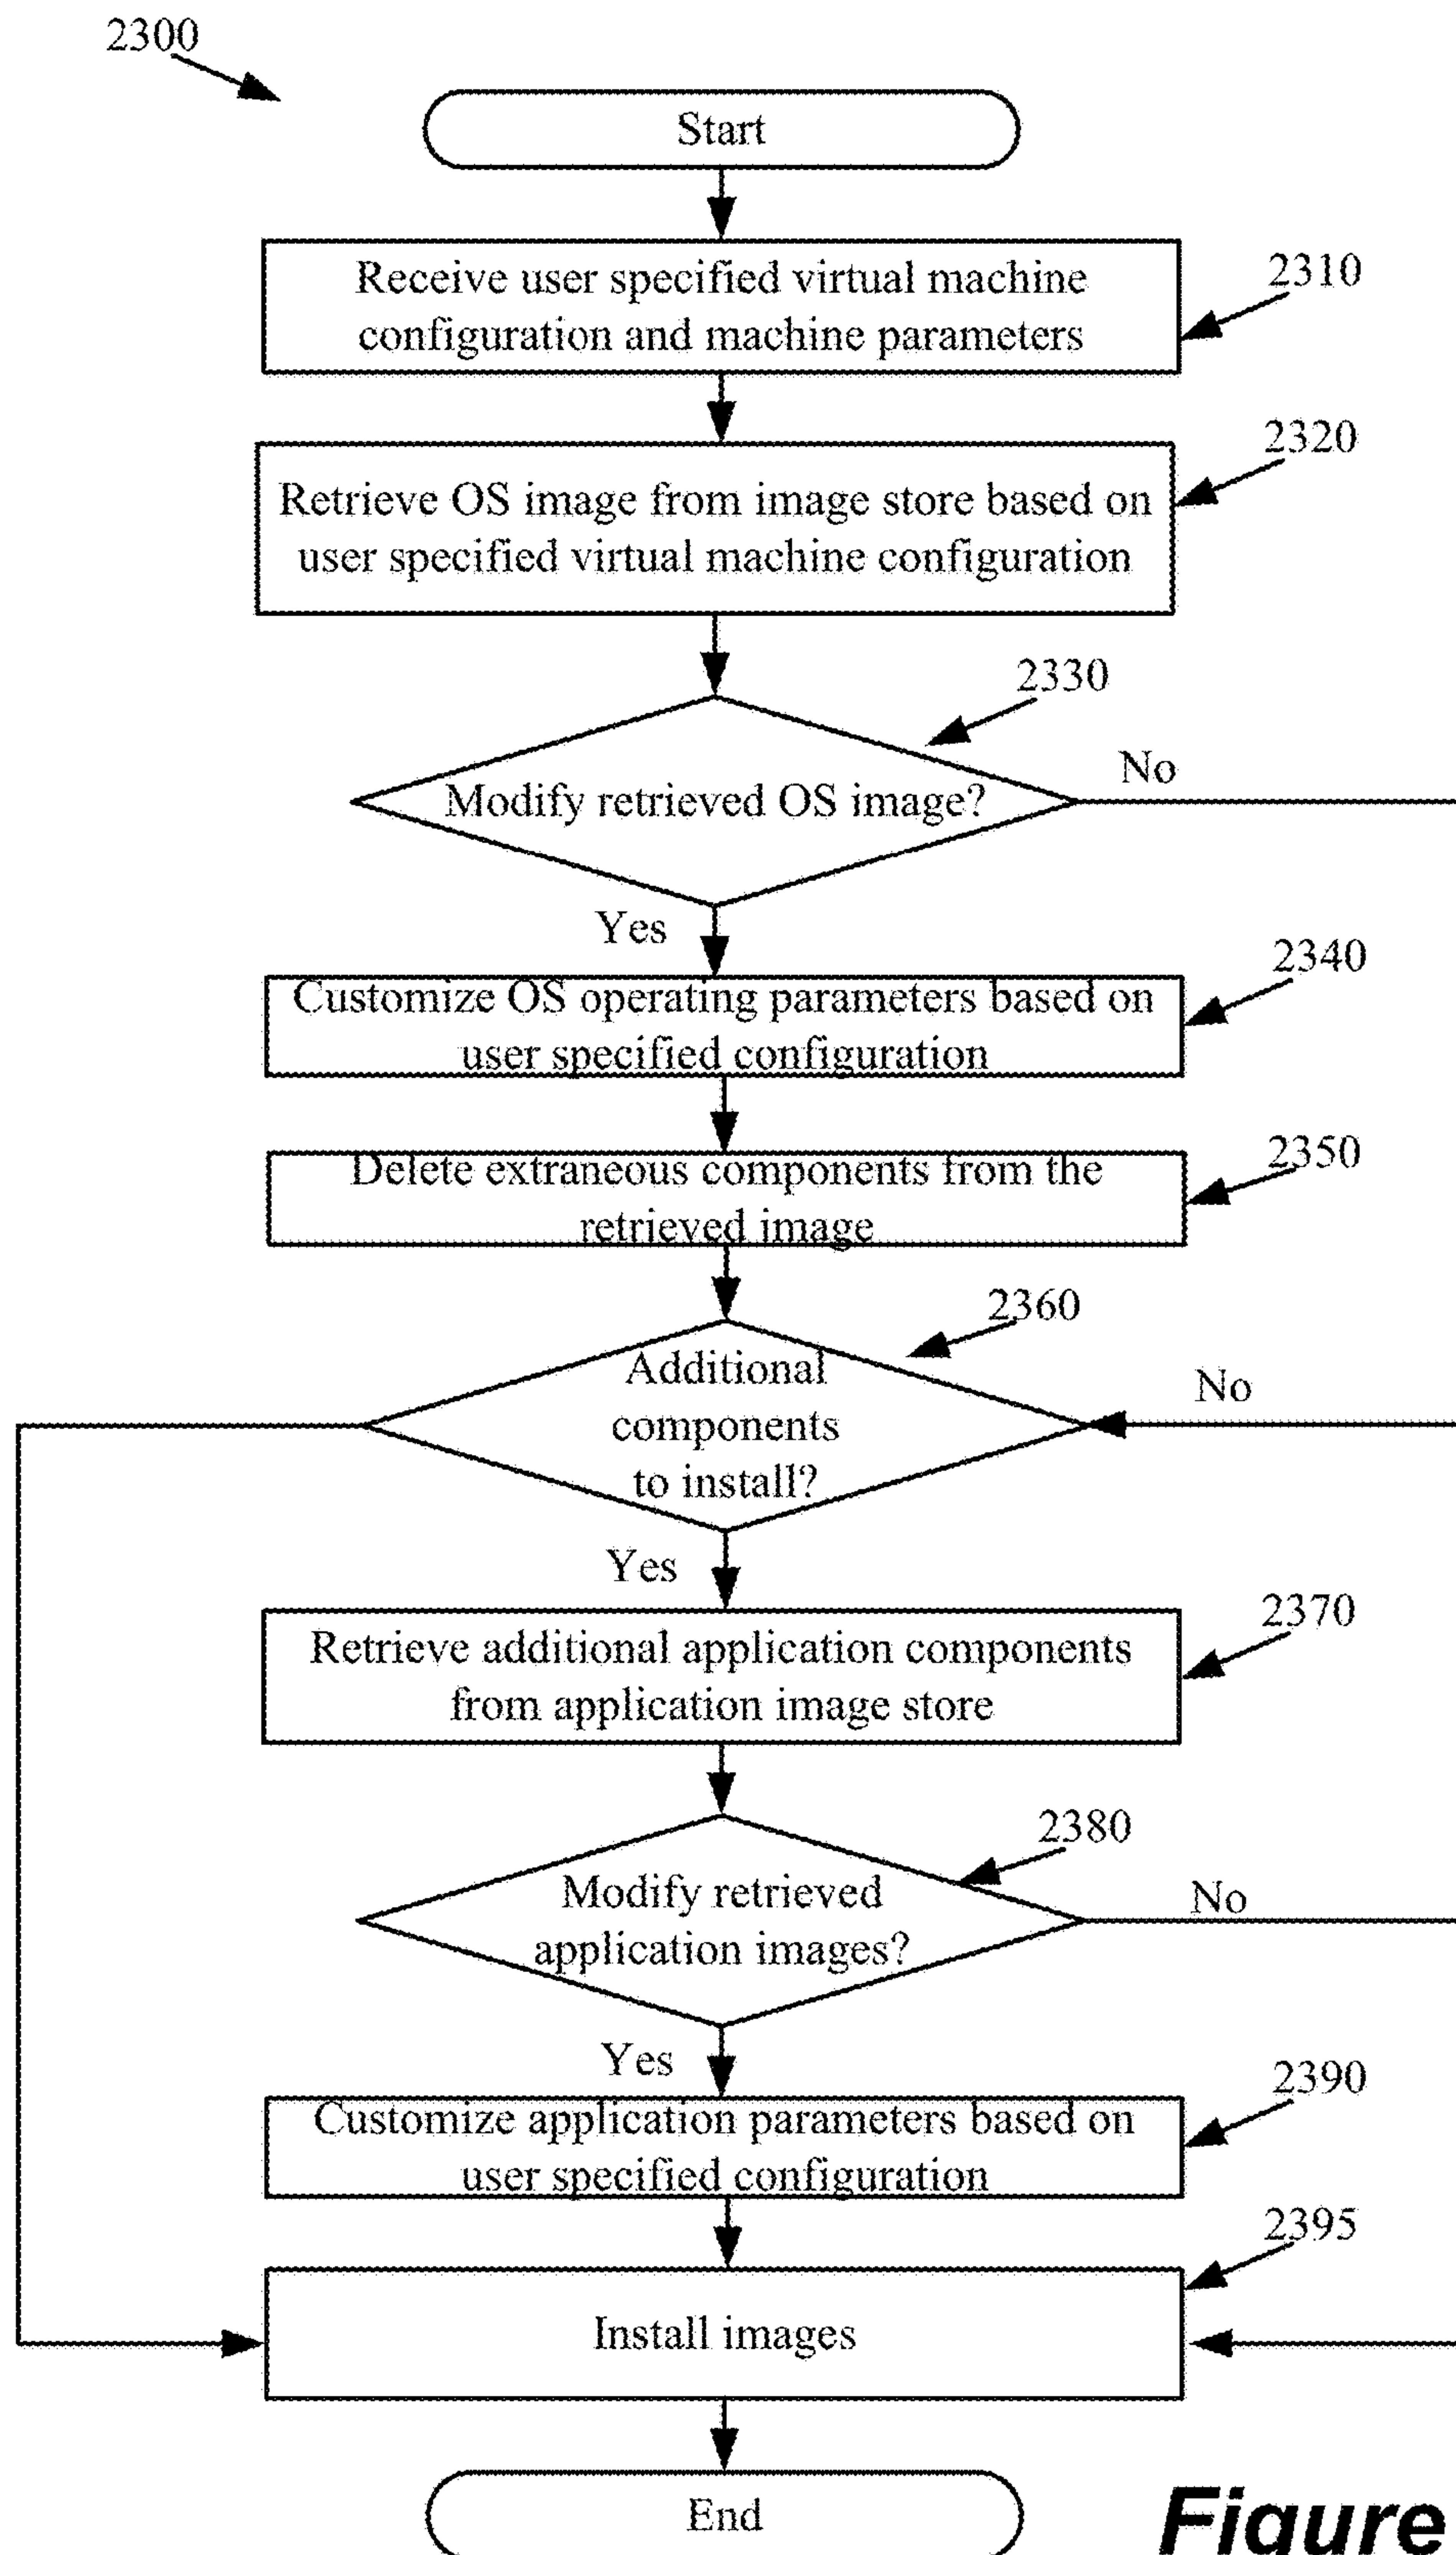 2300
Start
Receive user specified virtual machine
configuration and machine parameters
2310
Retrieve OS image from image store based on
user specified virtual machine configuration
2320
2330
Modify retrieved OS image?
No
Yes
Customize OS operating parameters based on
user specified configuration
2340
Delete extraneous components from the
retrieved image
2350
2360
Additional
components
to install?
No
Yes
Retrieve additional application components
from application image store
2370
2380
Modify retrieved
application images?
No
Yes
Customize application parameters based on
user specified configuration
2390
Install images
2395
End
Figure